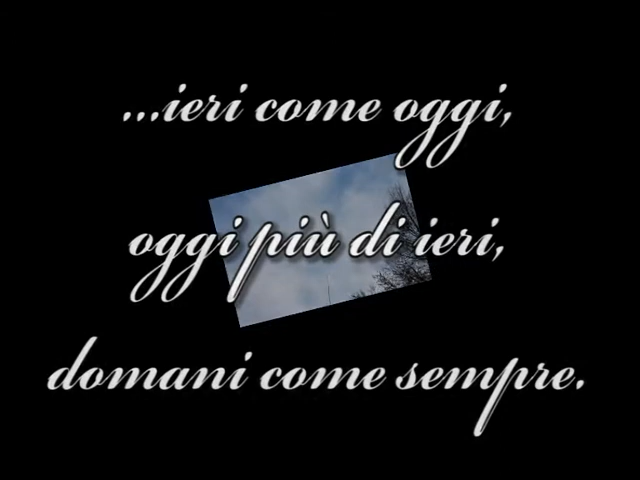 ...ieri come oggi,
oggi più di ieri,
domani come sempre.